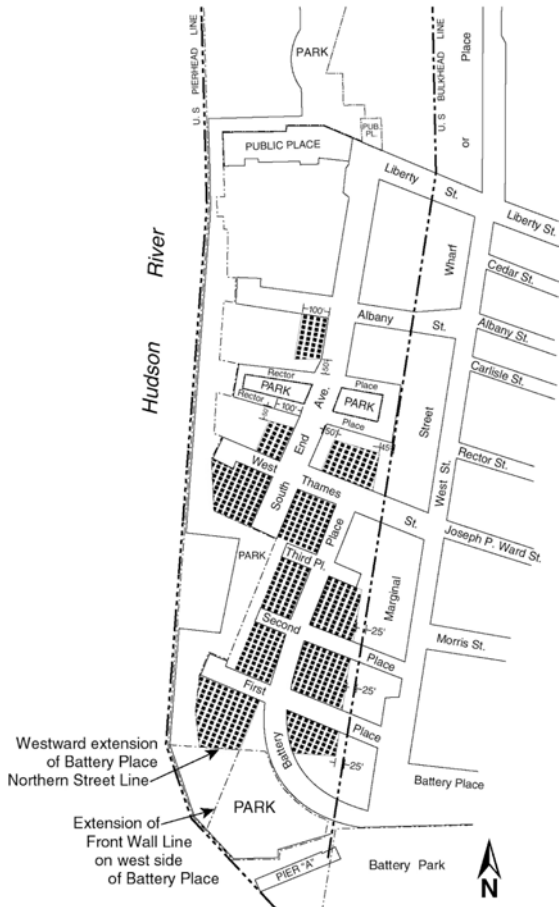 U. S PIERHEAD LINE
PARK
U. S BULKHEAD LINE
Place
or
PUB.
PL.
PUBLIC PLACE
Liberty
St.
Liberty St.
Hudson River
Wharf
Cedar St.
100'
Albany
St.
Albany St.
50'
Carlisle St.
Rector
Place
PARK
PARK
Ave.
Rector
100'
50'
Place
50'
45'
Street
End
West
Rector St.
West St.
South
Thames
St.
Place
Joseph P. Ward St.
PARK
Third Pl.
Marginal
Second
25'
Place
Morris St.
First
25'
Place
Westward extension
of Battery Place
Northern Street Line
Battery
25'
Battery Place
PARK
Extension of
Front Wall Line
on west side
of Battery Place
PIER "A"
Battery Park
N